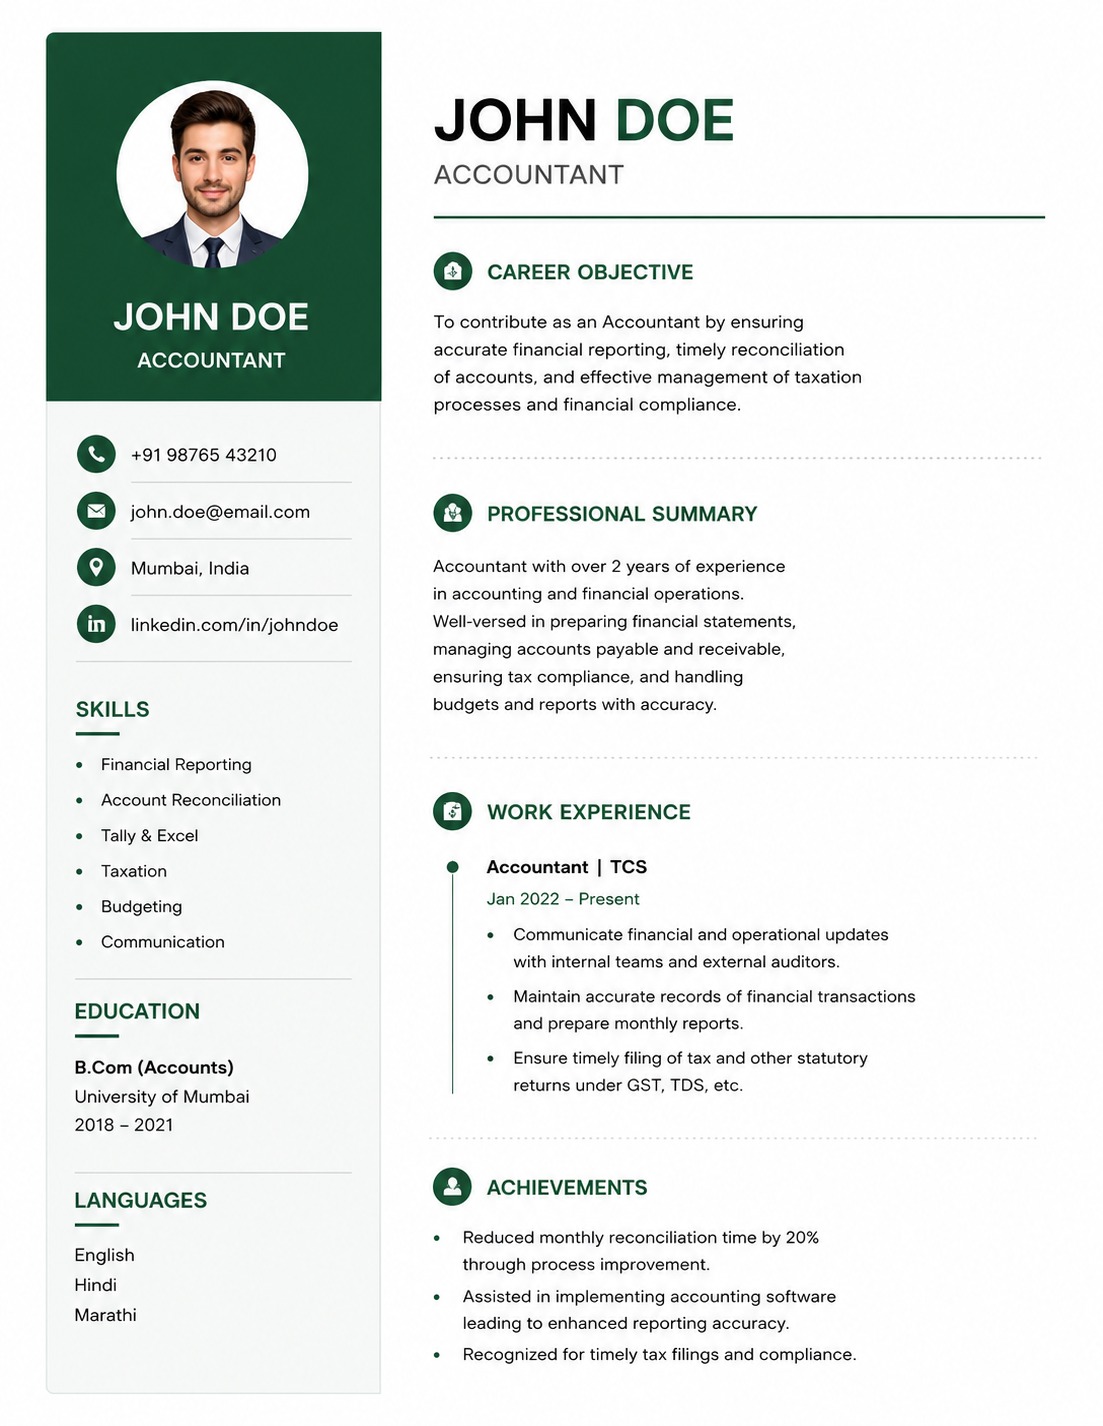 JOHN DOE
ACCOUNTANT
+91 98765 43210
john.doe@email.com
Mumbai, India
in
linkedin.com/in/johndoe
SKILLS
• Financial Reporting
• Account Reconciliation
• Tally & Excel
• Taxation
• Budgeting
• Communication
EDUCATION
B.Com (Accounts)
University of Mumbai
2018 – 2021
LANGUAGES
English
Hindi
Marathi
JOHN DOE
ACCOUNTANT
CAREER OBJECTIVE
To contribute as an Accountant by ensuring
accurate financial reporting, timely reconciliation
of accounts, and effective management of taxation
processes and financial compliance.
PROFESSIONAL SUMMARY
Accountant with over 2 years of experience
in accounting and financial operations.
Well-versed in preparing financial statements,
managing accounts payable and receivable,
ensuring tax compliance, and handling
budgets and reports with accuracy.
WORK EXPERIENCE
Accountant | TCS
Jan 2022 – Present
• Communicate financial and operational updates
with internal teams and external auditors.
• Maintain accurate records of financial transactions
and prepare monthly reports.
• Ensure timely filing of tax and other statutory
returns under GST, TDS, etc.
ACHIEVEMENTS
• Reduced monthly reconciliation time by 20%
through process improvement.
• Assisted in implementing accounting software
leading to enhanced reporting accuracy.
• Recognized for timely tax filings and compliance.